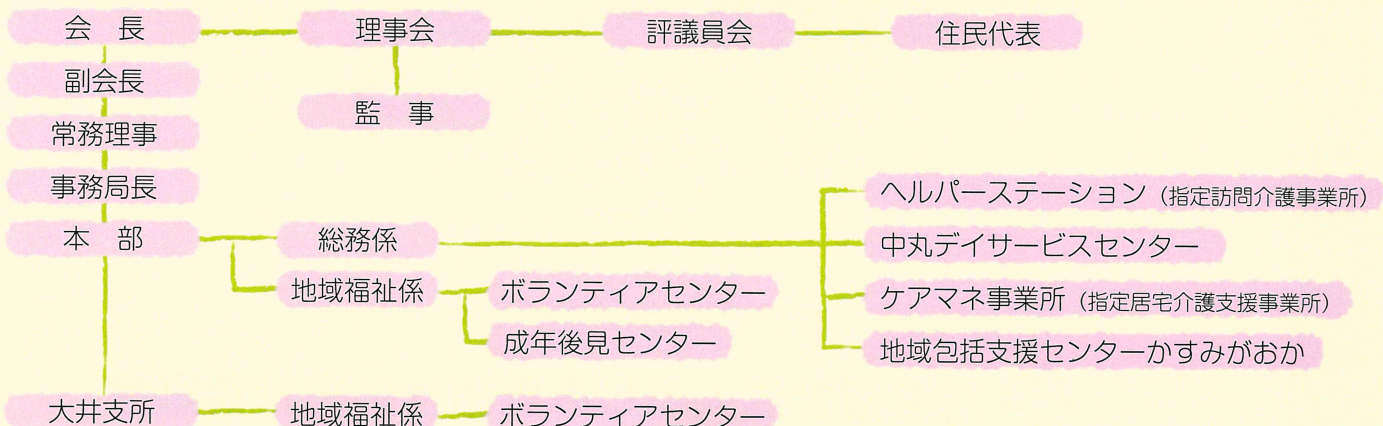 会　長
理事会
評議員会
住民代表
副会長
監　事
常務理事
事務局長
ヘルパーステーション（指定訪問介護事業所）
本　部
総務係
中丸デイサービスセンター
地域福祉係
ボランティアセンター
ケアマネ事業所（指定居宅介護支援事業所）
成年後見センター
地域包括支援センターかすみがおか
大井支所
地域福祉係
ボランティアセンター